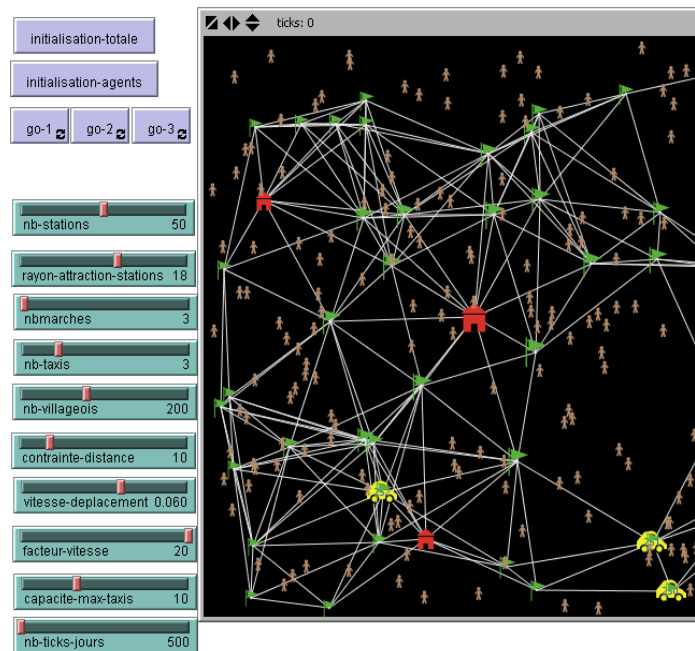 initialisation-totale
initialisation-agents
go-1 go-2 go-3
nb-stations 50
rayon-attraction-stations 18
nbmarches 3
nb-taxis 3
nb-villageois 200
contrainte-distance 10
vitesse-deplacement 0.060
facteur-vitesse 20
capacite-max-taxis 10
nb-ticks-jours 500
ticks: 0